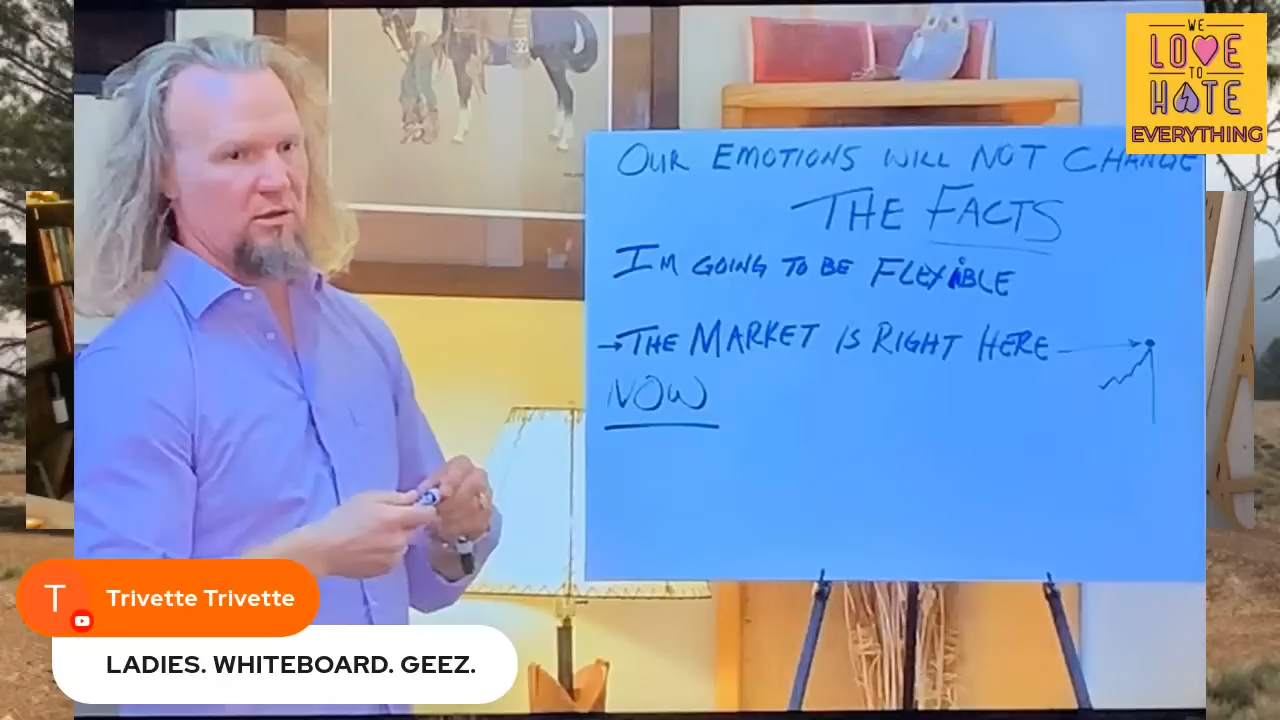 WE
LOVE
TO
HATE
EVERYTHING
OUR EMOTIONS WILL NOT CHANGE
THE FACTS
I'M GOING TO BE FLEXIBLE
→THE MARKET IS RIGHT HERE
NOW
T
Trivette Trivette
LADIES. WHITEBOARD. GEEZ.